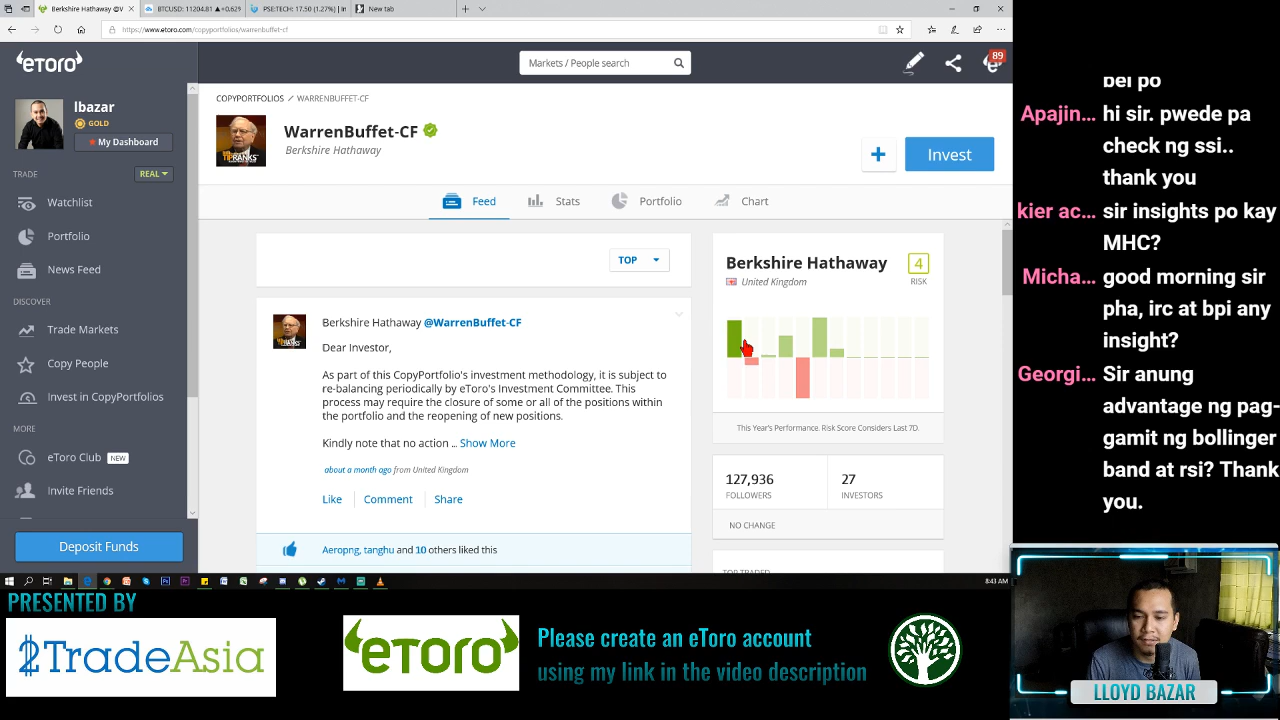 Berkshire Hathaway @V
BTCUSD: 11204.81 ▲ +0.629
PSE:TECH: 17.50 (1.27%) | In
New tab
https://www.etoro.com/copyportfolios/warrenbuffet-cf
eToro
Markets / People search
89
lbazar
GOLD
My Dashboard
TRADE
REAL
Watchlist
Portfolio
News Feed
DISCOVER
Trade Markets
Copy People
Invest in CopyPortfolios
MORE
eToro Club NEW
Invite Friends
Deposit Funds
COPYPORTFOLIOS / WARRENBUFFET-CF
WarrenBuffet-CF
Berkshire Hathaway
TIPRANKS
+
Invest
Feed
Stats
Portfolio
Chart
TOP
Berkshire Hathaway @WarrenBuffet-CF
Dear Investor,
As part of this CopyPortfolio's investment methodology, it is subject to
re-balancing periodically by eToro's Investment Committee. This
process may require the closure of some or all of the positions within
the portfolio and the reopening of new positions.
Kindly note that no action ... Show More
about a month ago from United Kingdom
Like
Comment
Share
Aeropng, tanghu and 10 others liked this
Berkshire Hathaway
4
RISK
United Kingdom
This Year's Performance. Risk Score Considers Last 7D.
127,936
FOLLOWERS
27
INVESTORS
NO CHANGE
TOP TRADED
8:43 AM
bei po
Apajin... hi sir. pwede pa
check ng ssi..
thank you
kier ac... sir insights po kay
MHC?
Micha... good morning sir
pha, irc at bpi any
insight?
Georgi... Sir anung
advantage ng pag-
gamit ng bollinger
band at rsi? Thank
you.
PRESENTED BY
2TradeAsia
eToro
Please create an eToro account
using my link in the video description
LLOYD BAZAR